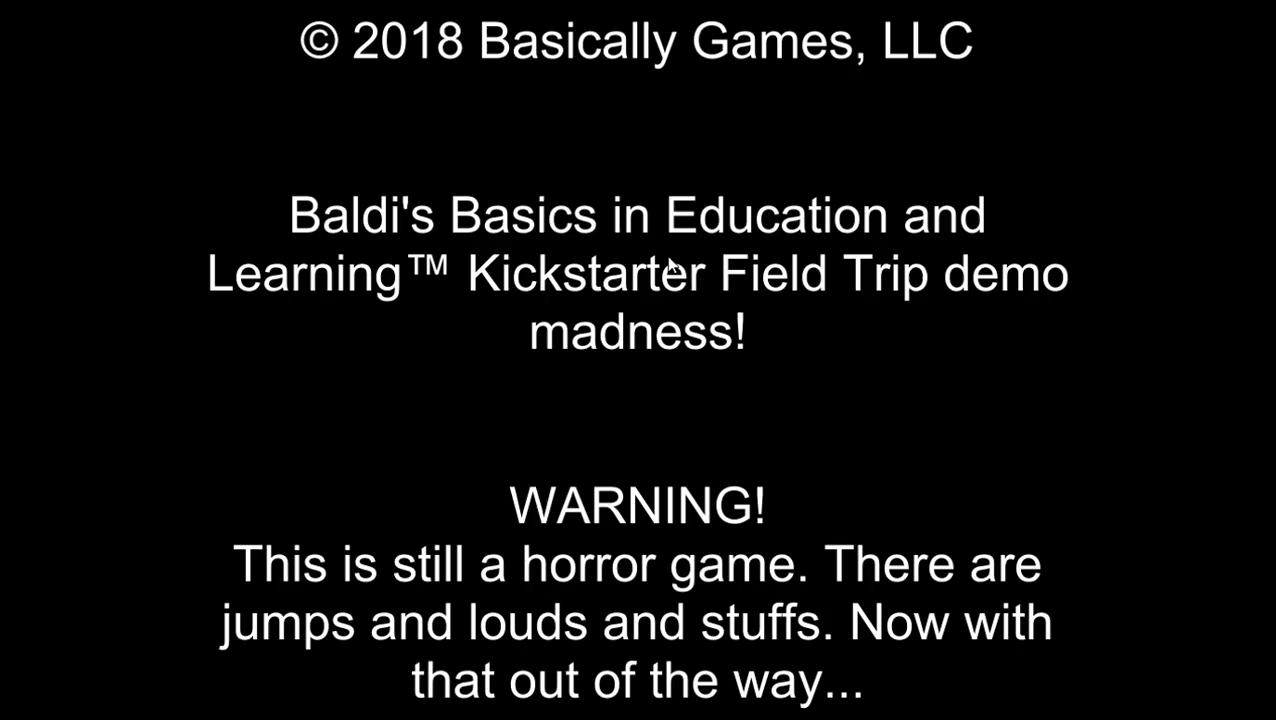 © 2018 Basically Games, LLC
Baldi's Basics in Education and
Learning™ Kickstarter Field Trip demo
madness!
WARNING!
This is still a horror game. There are
jumps and louds and stuffs. Now with
that out of the way...